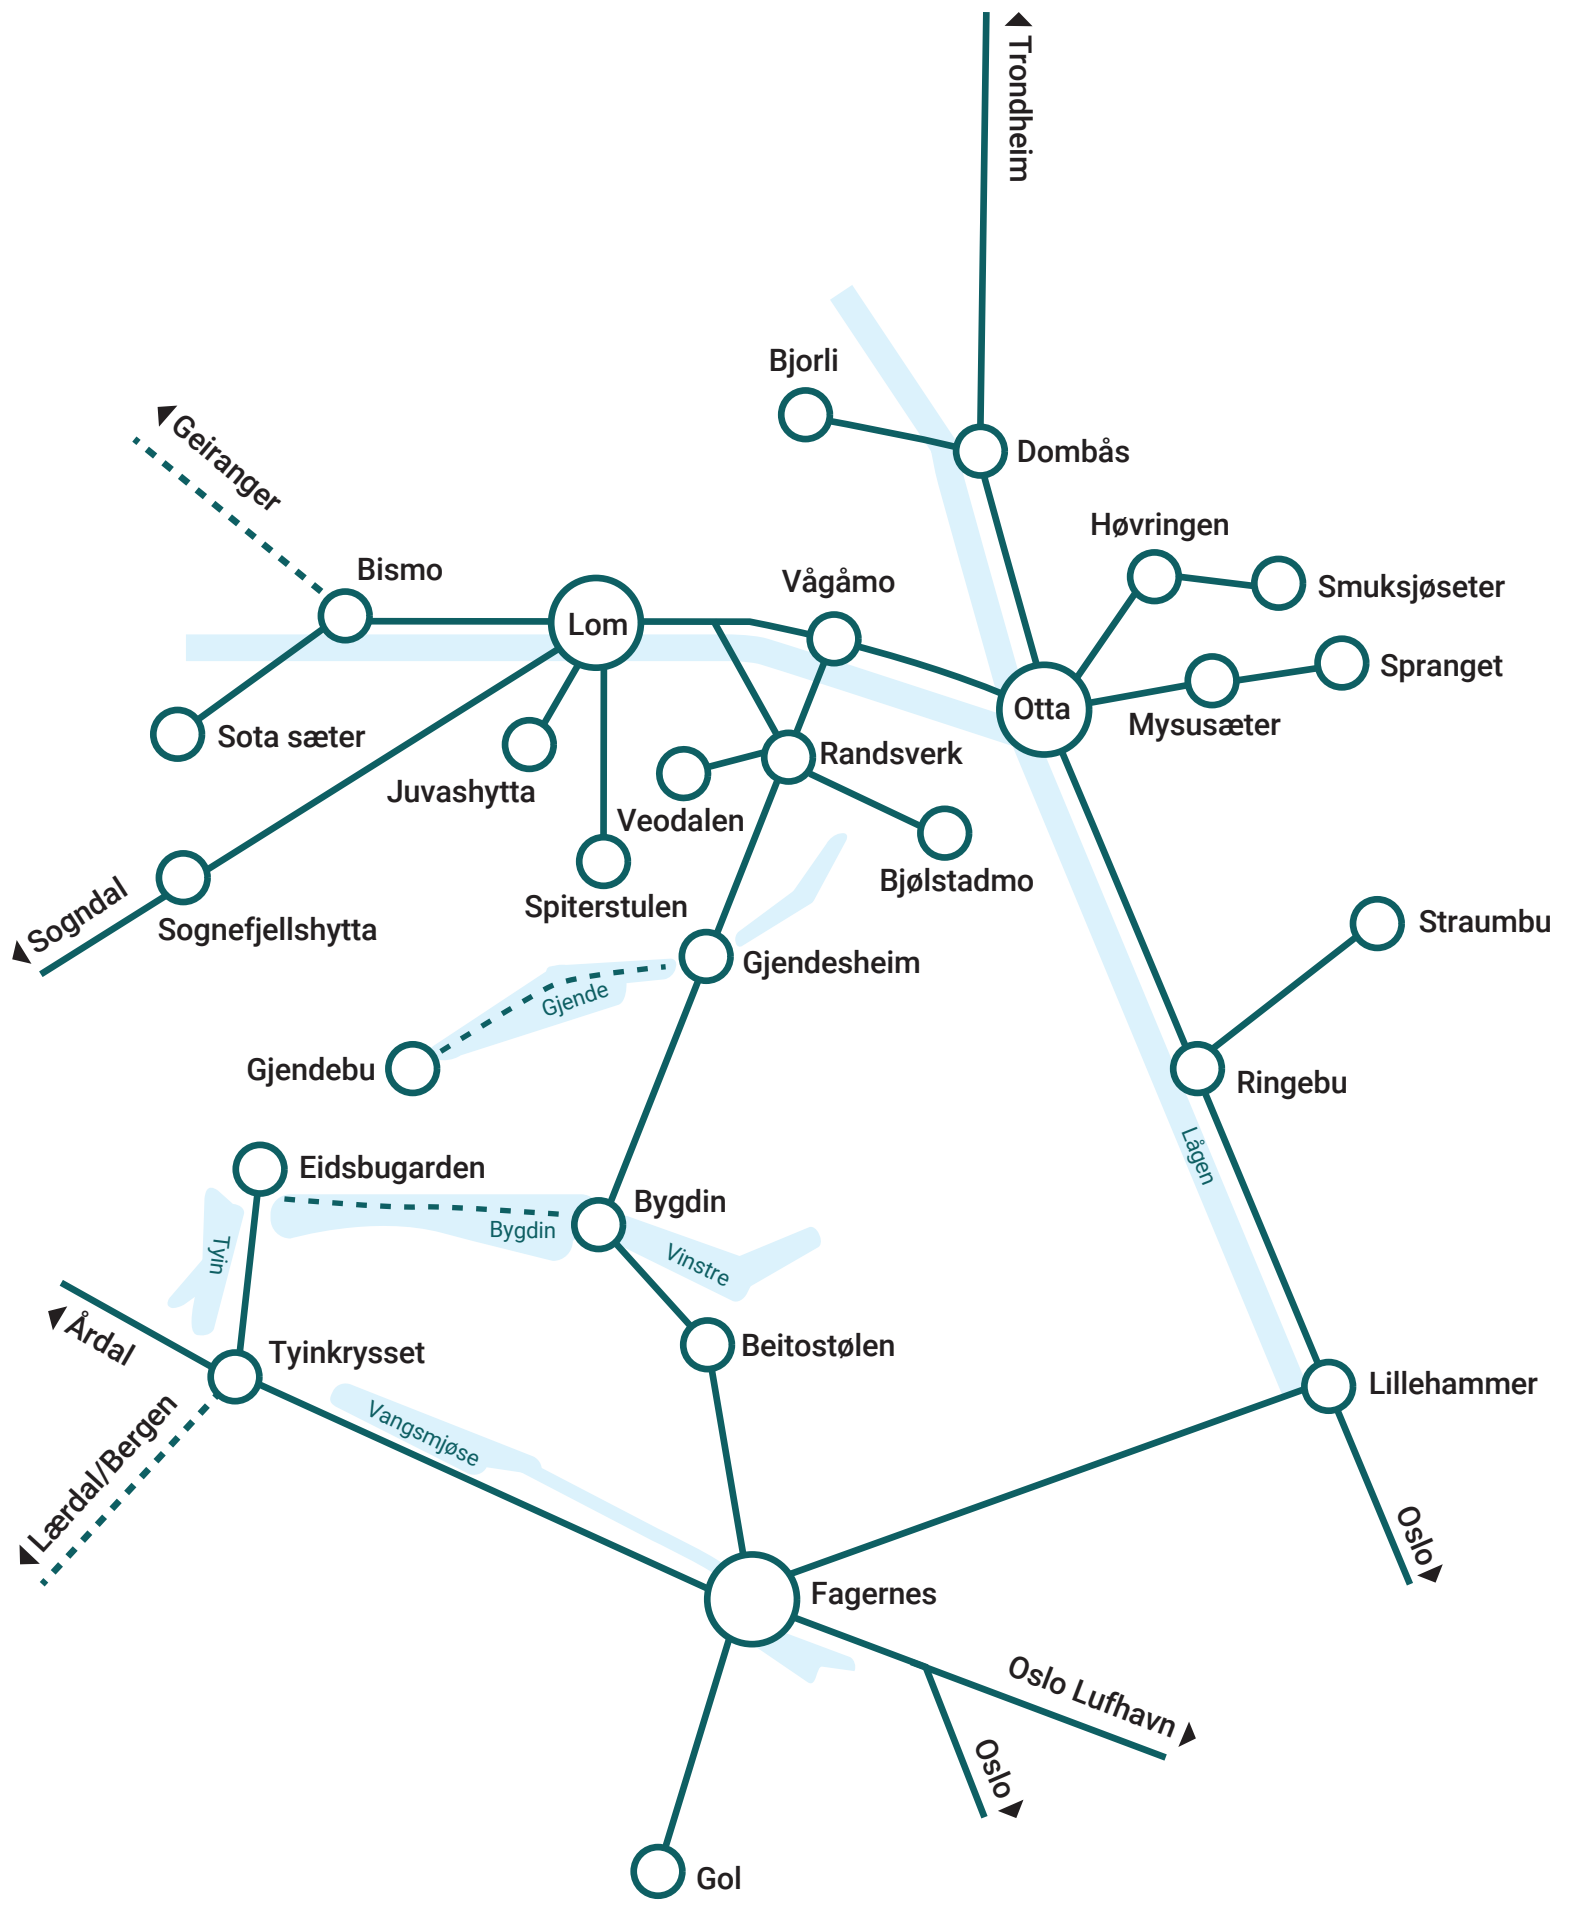 Trondheim
Bjorli
Dombås
Geiranger
Høvringen
Bismo
Vågåmo
Smuksjøseter
Lom
Spranget
Otta
Mysusæter
Sota sæter
Randsverk
Juvashytta
Veodalen
Bjølstadmo
Spiterstulen
Sogndal
Sognefjellshytta
Straumbu
Gjendesheim
Gjende
Gjendebu
Ringebu
Lågen
Eidsbugarden
Bygdin
Bygdin
Tyin
Vinstre
Årdal
Tyinkrysset
Beitostølen
Lillehammer
Vangsmjøse
Lærdal/Bergen
Oslo
Fagernes
Oslo Lufhavn
Oslo
Gol